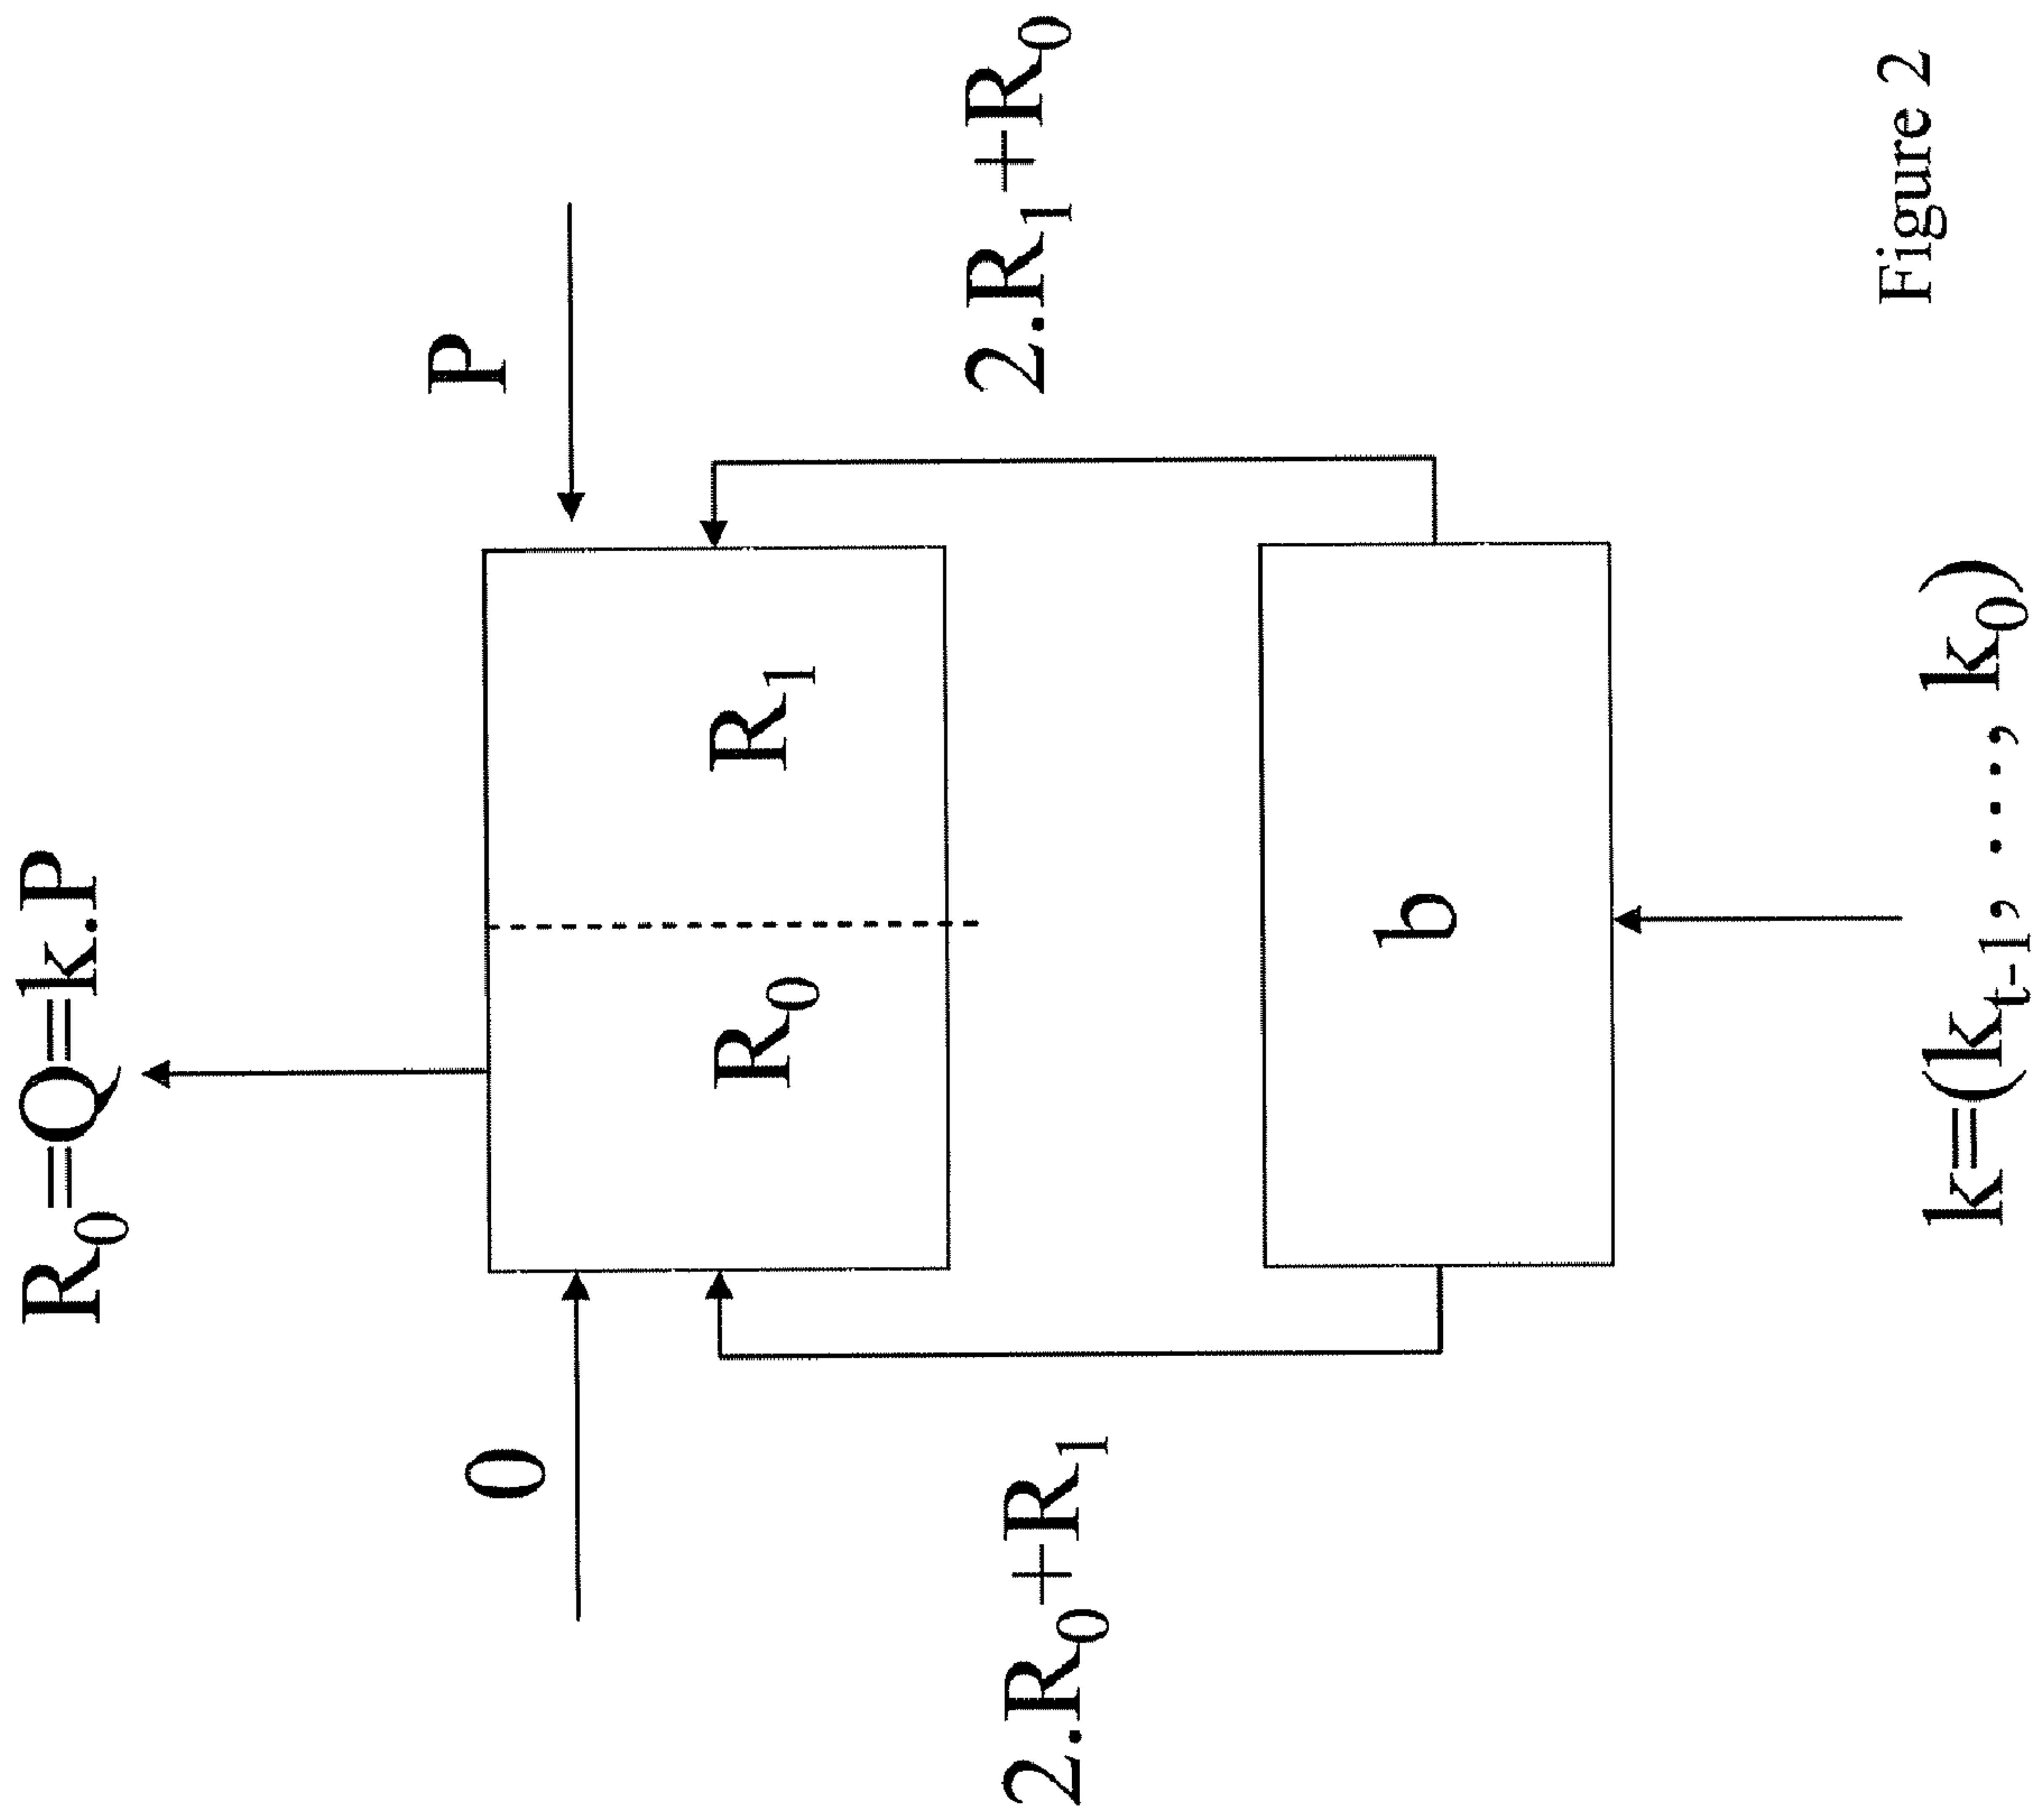 R₀=Q=k.P
0
P
R₀
R₁
2.R₀+R₁
2.R₁+R₀
b
k=(kₜ₋₁, ..., k₀)
Figure 2